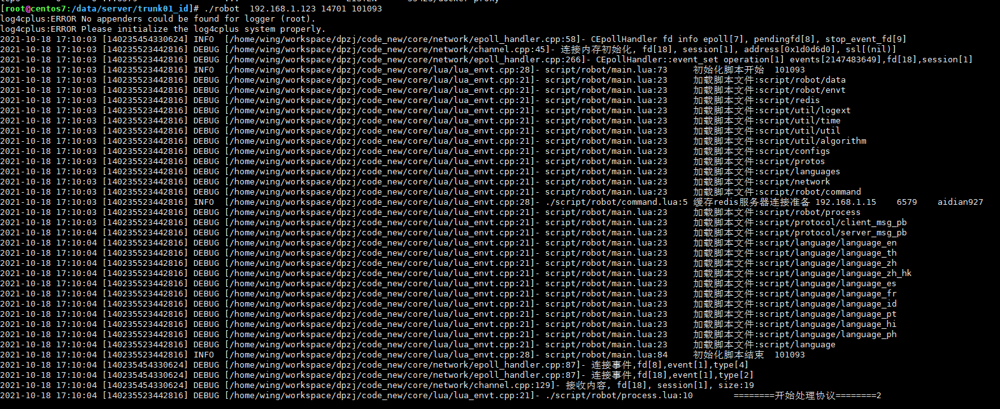 [root@centos7:/data/server/trunk01_id]# ./robot  192.168.1.123 14701 101093
log4cplus:ERROR No appenders could be found for logger (root).
log4cplus:ERROR Please initialize the log4cplus system properly.
2021-10-18 17:10:03 [140235454330624] INFO  [/home/wing/workspace/dpzj/code_new/core/network/epoll_handler.cpp:58]- CEpollHandler fd info epoll[7], pendingfd[8], stop_event_fd[9]
2021-10-18 17:10:03 [140235523442816] DEBUG [/home/wing/workspace/dpzj/code_new/core/network/channel.cpp:45]- 连接内存初始化, fd[18], session[1], address[0x1d0d6d0], ssl[(nil)]
2021-10-18 17:10:03 [140235523442816] DEBUG [/home/wing/workspace/dpzj/code_new/core/network/epoll_handler.cpp:266]- CEpollHandler::event_set operation[1] events[2147483649],fd[18],session[1]
2021-10-18 17:10:03 [140235523442816] INFO  [/home/wing/workspace/dpzj/code_new/core/lua/lua_envt.cpp:28]- script/robot/main.lua:73     初始化脚本开始  101093
2021-10-18 17:10:03 [140235523442816] DEBUG [/home/wing/workspace/dpzj/code_new/core/lua/lua_envt.cpp:21]- script/robot/main.lua:23     加载脚本文件:script/robot/data
2021-10-18 17:10:03 [140235523442816] DEBUG [/home/wing/workspace/dpzj/code_new/core/lua/lua_envt.cpp:21]- script/robot/main.lua:23     加载脚本文件:script/robot/envt
2021-10-18 17:10:03 [140235523442816] DEBUG [/home/wing/workspace/dpzj/code_new/core/lua/lua_envt.cpp:21]- script/robot/main.lua:23     加载脚本文件:script/redis
2021-10-18 17:10:03 [140235523442816] DEBUG [/home/wing/workspace/dpzj/code_new/core/lua/lua_envt.cpp:21]- script/robot/main.lua:23     加载脚本文件:script/util/logext
2021-10-18 17:10:03 [140235523442816] DEBUG [/home/wing/workspace/dpzj/code_new/core/lua/lua_envt.cpp:21]- script/robot/main.lua:23     加载脚本文件:script/util/time
2021-10-18 17:10:03 [140235523442816] DEBUG [/home/wing/workspace/dpzj/code_new/core/lua/lua_envt.cpp:21]- script/robot/main.lua:23     加载脚本文件:script/util/util
2021-10-18 17:10:03 [140235523442816] DEBUG [/home/wing/workspace/dpzj/code_new/core/lua/lua_envt.cpp:21]- script/robot/main.lua:23     加载脚本文件:script/util/algorithm
2021-10-18 17:10:03 [140235523442816] DEBUG [/home/wing/workspace/dpzj/code_new/core/lua/lua_envt.cpp:21]- script/robot/main.lua:23     加载脚本文件:script/configs
2021-10-18 17:10:03 [140235523442816] DEBUG [/home/wing/workspace/dpzj/code_new/core/lua/lua_envt.cpp:21]- script/robot/main.lua:23     加载脚本文件:script/protos
2021-10-18 17:10:03 [140235523442816] DEBUG [/home/wing/workspace/dpzj/code_new/core/lua/lua_envt.cpp:21]- script/robot/main.lua:23     加载脚本文件:script/languages
2021-10-18 17:10:03 [140235523442816] DEBUG [/home/wing/workspace/dpzj/code_new/core/lua/lua_envt.cpp:21]- script/robot/main.lua:23     加载脚本文件:script/network
2021-10-18 17:10:03 [140235523442816] DEBUG [/home/wing/workspace/dpzj/code_new/core/lua/lua_envt.cpp:21]- script/robot/main.lua:23     加载脚本文件:script/robot/command
2021-10-18 17:10:03 [140235523442816] INFO  [/home/wing/workspace/dpzj/code_new/core/lua/lua_envt.cpp:28]- ./script/robot/command.lua:5 缓存redis服务器连接准备 192.168.1.15    6579    aidian927
2021-10-18 17:10:03 [140235523442816] DEBUG [/home/wing/workspace/dpzj/code_new/core/lua/lua_envt.cpp:21]- script/robot/main.lua:23     加载脚本文件:script/robot/process
2021-10-18 17:10:03 [140235523442816] DEBUG [/home/wing/workspace/dpzj/code_new/core/lua/lua_envt.cpp:21]- script/robot/main.lua:23     加载脚本文件:script/protocol/client_msg_pb
2021-10-18 17:10:04 [140235523442816] DEBUG [/home/wing/workspace/dpzj/code_new/core/lua/lua_envt.cpp:21]- script/robot/main.lua:23     加载脚本文件:script/protocol/server_msg_pb
2021-10-18 17:10:04 [140235523442816] DEBUG [/home/wing/workspace/dpzj/code_new/core/lua/lua_envt.cpp:21]- script/robot/main.lua:23     加载脚本文件:script/language/language_en
2021-10-18 17:10:04 [140235523442816] DEBUG [/home/wing/workspace/dpzj/code_new/core/lua/lua_envt.cpp:21]- script/robot/main.lua:23     加载脚本文件:script/language/language_th
2021-10-18 17:10:04 [140235523442816] DEBUG [/home/wing/workspace/dpzj/code_new/core/lua/lua_envt.cpp:21]- script/robot/main.lua:23     加载脚本文件:script/language/language_zh
2021-10-18 17:10:04 [140235523442816] DEBUG [/home/wing/workspace/dpzj/code_new/core/lua/lua_envt.cpp:21]- script/robot/main.lua:23     加载脚本文件:script/language/language_zh_hk
2021-10-18 17:10:04 [140235523442816] DEBUG [/home/wing/workspace/dpzj/code_new/core/lua/lua_envt.cpp:21]- script/robot/main.lua:23     加载脚本文件:script/language/language_es
2021-10-18 17:10:04 [140235523442816] DEBUG [/home/wing/workspace/dpzj/code_new/core/lua/lua_envt.cpp:21]- script/robot/main.lua:23     加载脚本文件:script/language/language_fr
2021-10-18 17:10:04 [140235523442816] DEBUG [/home/wing/workspace/dpzj/code_new/core/lua/lua_envt.cpp:21]- script/robot/main.lua:23     加载脚本文件:script/language/language_id
2021-10-18 17:10:04 [140235523442816] DEBUG [/home/wing/workspace/dpzj/code_new/core/lua/lua_envt.cpp:21]- script/robot/main.lua:23     加载脚本文件:script/language/language_pt
2021-10-18 17:10:04 [140235523442816] DEBUG [/home/wing/workspace/dpzj/code_new/core/lua/lua_envt.cpp:21]- script/robot/main.lua:23     加载脚本文件:script/language/language_hi
2021-10-18 17:10:04 [140235523442816] DEBUG [/home/wing/workspace/dpzj/code_new/core/lua/lua_envt.cpp:21]- script/robot/main.lua:23     加载脚本文件:script/language/language_ph
2021-10-18 17:10:04 [140235523442816] DEBUG [/home/wing/workspace/dpzj/code_new/core/lua/lua_envt.cpp:21]- script/robot/main.lua:23     加载脚本文件:script/language
2021-10-18 17:10:04 [140235523442816] INFO  [/home/wing/workspace/dpzj/code_new/core/lua/lua_envt.cpp:28]- script/robot/main.lua:84     初始化脚本结束  101093
2021-10-18 17:10:04 [140235454330624] DEBUG [/home/wing/workspace/dpzj/code_new/core/network/epoll_handler.cpp:87]- 连接事件,fd[8],event[1],type[4]
2021-10-18 17:10:04 [140235454330624] DEBUG [/home/wing/workspace/dpzj/code_new/core/network/epoll_handler.cpp:87]- 连接事件,fd[18],event[1],type[2]
2021-10-18 17:10:04 [140235454330624] DEBUG [/home/wing/workspace/dpzj/code_new/core/network/channel.cpp:129]- 接收内容, fd[18], session[1], size:19
2021-10-18 17:10:04 [140235523442816] DEBUG [/home/wing/workspace/dpzj/code_new/core/lua/lua_envt.cpp:21]- ./script/robot/process.lua:10        ========开始处理协议========2